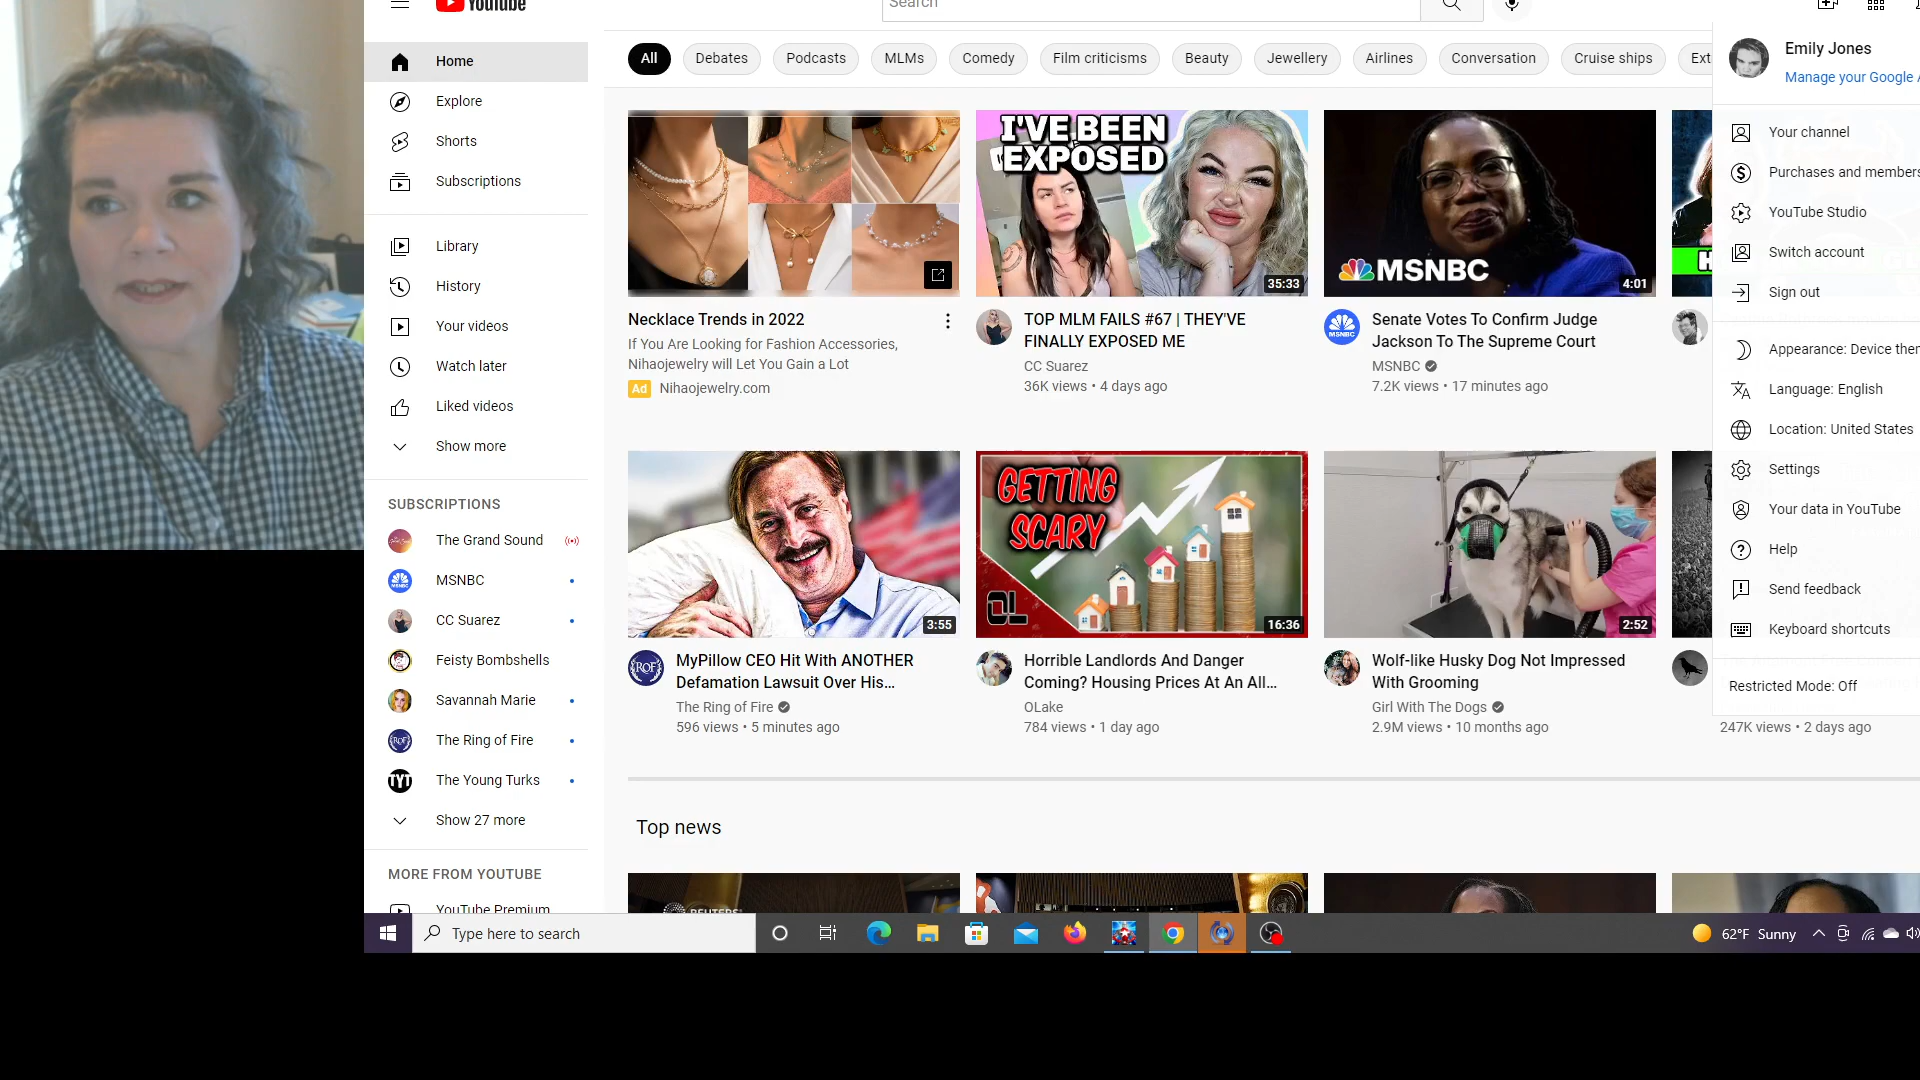 YouTube
Search
Home
Explore
Shorts
Subscriptions
Library
History
Your videos
Watch later
Liked videos
Show more
SUBSCRIPTIONS
The Grand Sound
MSNBC
CC Suarez
Feisty Bombshells
Savannah Marie
The Ring of Fire
The Young Turks
Show 27 more
MORE FROM YOUTUBE
YouTube Premium
All Debates Podcasts MLMs Comedy Film criticisms Beauty Jewellery Airlines Conversation Cruise ships Ext
I'VE BEEN
EXPOSED
35:33
MSNBC
4:01
Necklace Trends in 2022
If You Are Looking for Fashion Accessories,
Nihaojewelry will Let You Gain a Lot
Ad Nihaojewelry.com
TOP MLM FAILS #67 | THEY'VE
FINALLY EXPOSED ME
CC Suarez
36K views • 4 days ago
Senate Votes To Confirm Judge
Jackson To The Supreme Court
MSNBC
7.2K views • 17 minutes ago
3:55
GETTING
SCARY
OL
16:36
2:52
ROF
MyPillow CEO Hit With ANOTHER
Defamation Lawsuit Over His...
The Ring of Fire
596 views • 5 minutes ago
Horrible Landlords And Danger
Coming? Housing Prices At An All...
OLake
784 views • 1 day ago
Wolf-like Husky Dog Not Impressed
With Grooming
Girl With The Dogs
2.9M views • 10 months ago
247K views • 2 days ago
Top news
REUTERS
Emily Jones
Manage your Google A
Your channel
Purchases and members
YouTube Studio
Switch account
Sign out
Appearance: Device them
Language: English
Location: United States
Settings
Your data in YouTube
Help
Send feedback
Keyboard shortcuts
Restricted Mode: Off
Type here to search
62°F Sunny